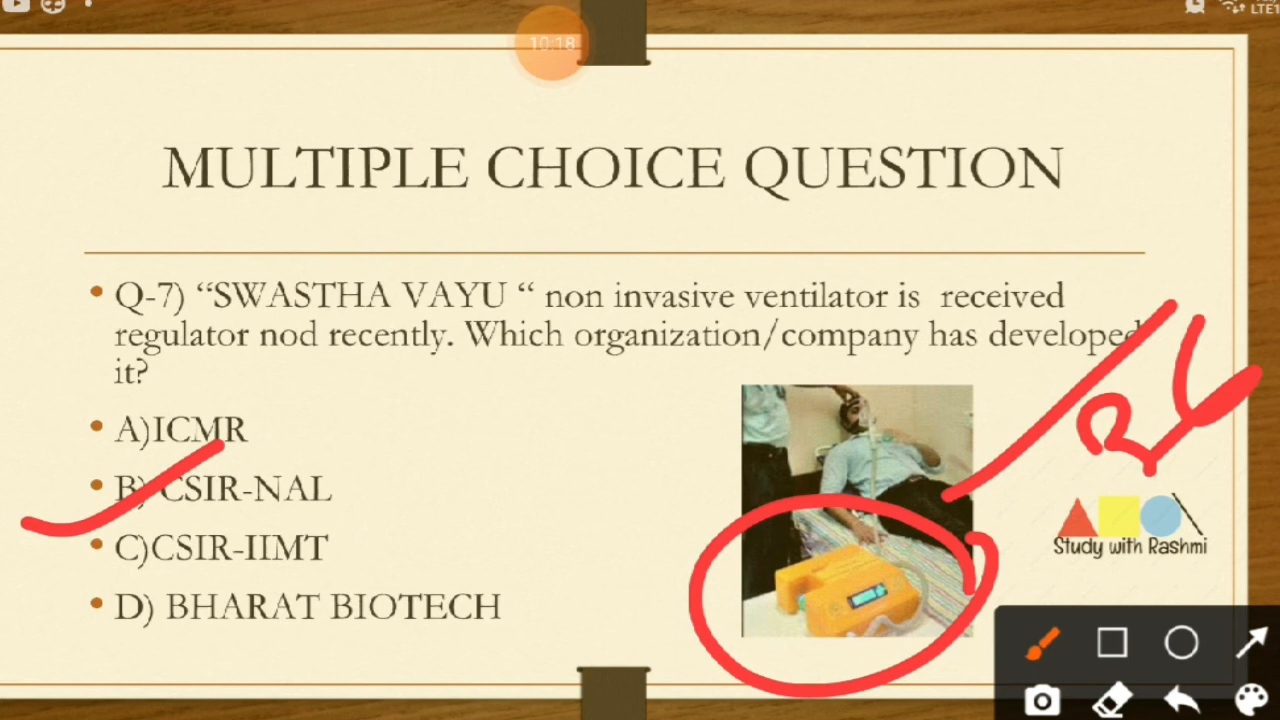 LTE1
10:18
MULTIPLE CHOICE QUESTION
• Q-7) “SWASTHA VAYU “ non invasive ventilator is received
regulator nod recently. Which organization/company has developed
it?
• A)ICMR
• B) CSIR-NAL
• C)CSIR-IIMT
• D) BHARAT BIOTECH
Study with Rashmi